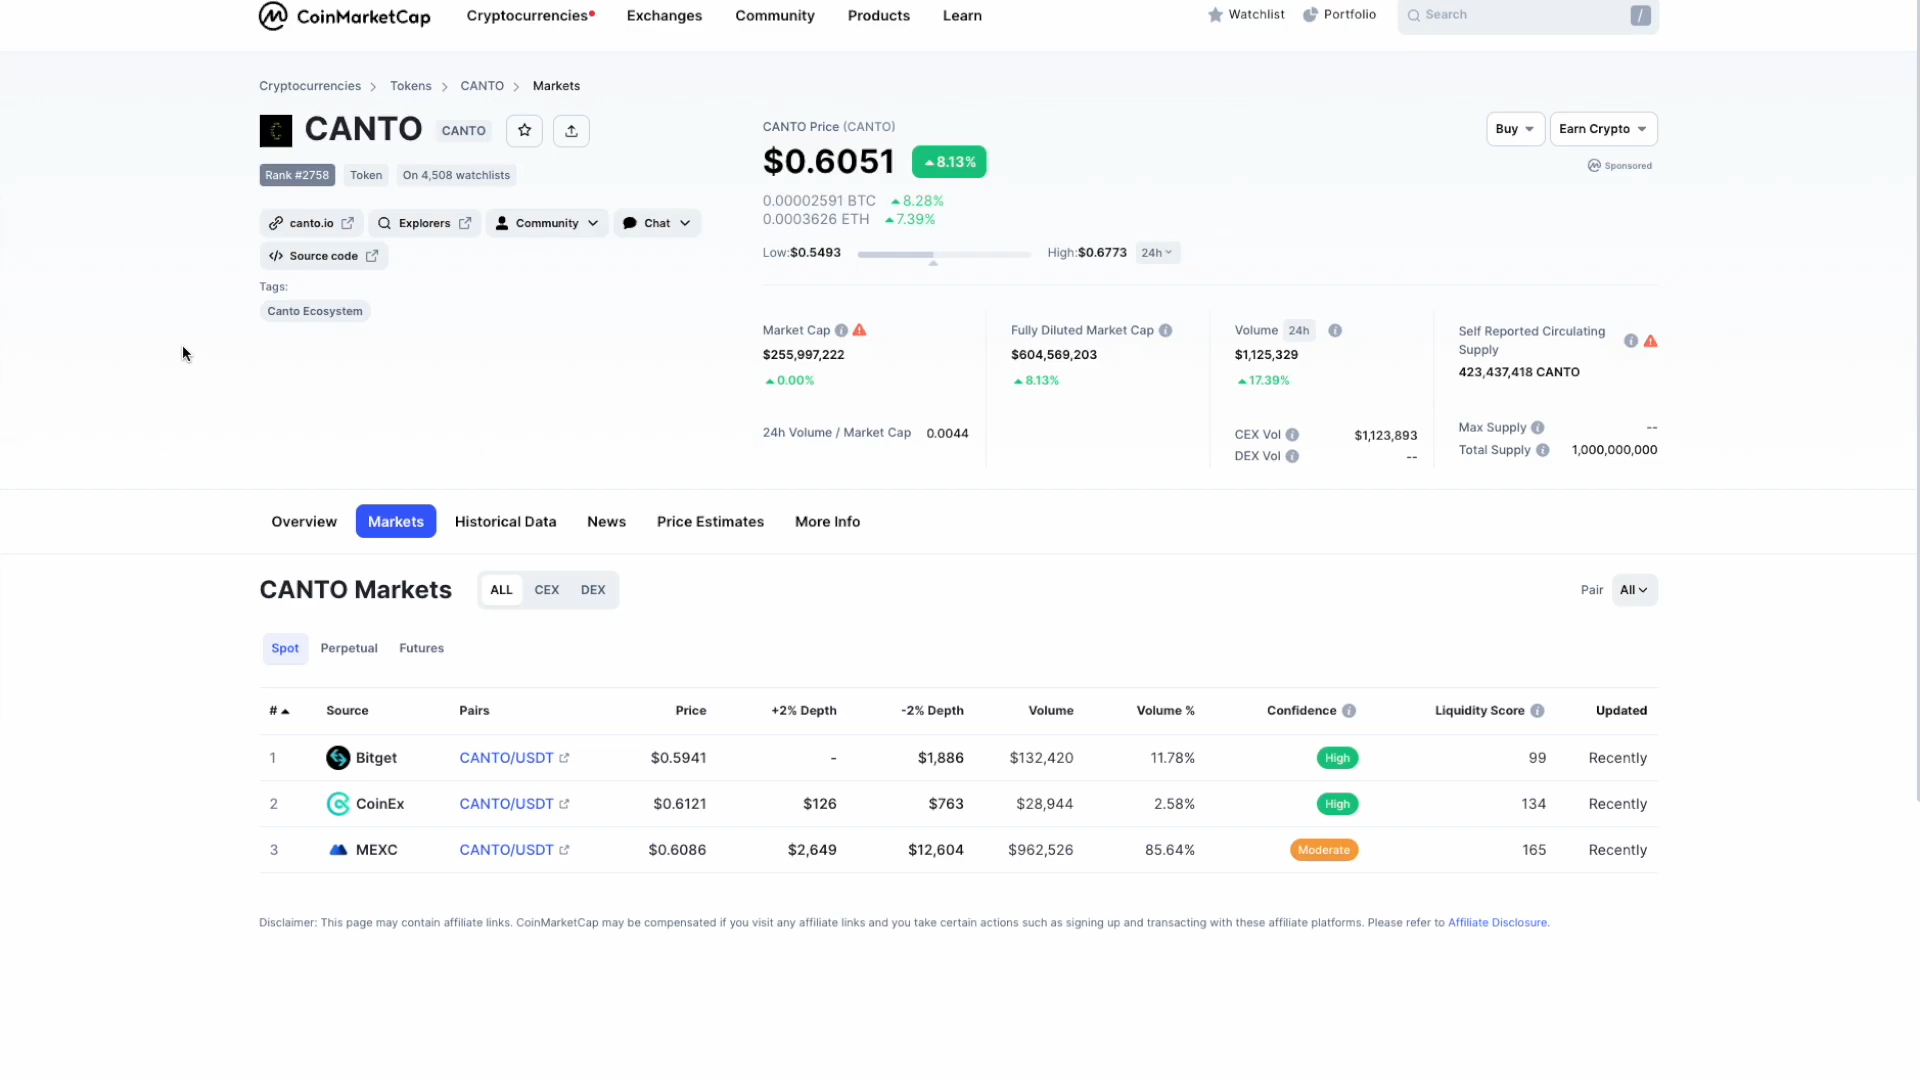 CoinMarketCap Cryptocurrencies Exchanges Community Products Learn Watchlist Portfolio Search /
Cryptocurrencies > Tokens > CANTO > Markets
CANTO CANTO
Rank #2758 Token On 4,508 watchlists
canto.io Explorers Community Chat
Source code
Tags:
Canto Ecosystem
CANTO Price (CANTO)
$0.6051 8.13%
0.00002591 BTC 8.28%
0.0003626 ETH 7.39%
Low:$0.5493 High:$0.6773 24h
Buy Earn Crypto
Sponsored
Market Cap
$255,997,222
0.00%
24h Volume / Market Cap 0.0044
Fully Diluted Market Cap
$604,569,203
8.13%
Volume 24h
$1,125,329
17.39%
CEX Vol $1,123,893
DEX Vol --
Self Reported Circulating
Supply
423,437,418 CANTO
Max Supply --
Total Supply 1,000,000,000
Overview Markets Historical Data News Price Estimates More Info
CANTO Markets ALL CEX DEX Pair All
Spot Perpetual Futures
# Source Pairs Price +2% Depth -2% Depth Volume Volume % Confidence Liquidity Score Updated
1 Bitget CANTO/USDT $0.5941 - $1,886 $132,420 11.78% High 99 Recently
2 CoinEx CANTO/USDT $0.6121 $126 $763 $28,944 2.58% High 134 Recently
3 MEXC CANTO/USDT $0.6086 $2,649 $12,604 $962,526 85.64% Moderate 165 Recently
Disclaimer: This page may contain affiliate links. CoinMarketCap may be compensated if you visit any affiliate links and you take certain actions such as signing up and transacting with these affiliate platforms. Please refer to Affiliate Disclosure.